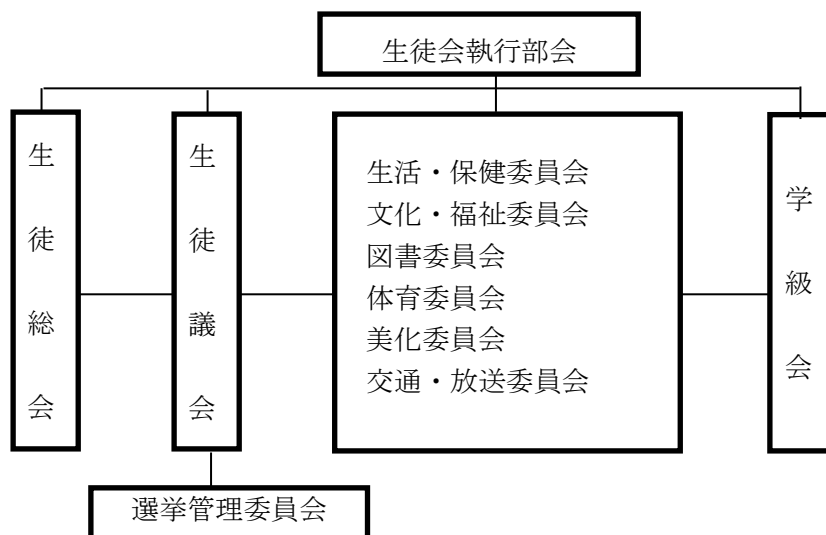 生徒会執行部会
生徒総会
生徒議会
生活・保健委員会
文化・福祉委員会
図書委員会
体育委員会
美化委員会
交通・放送委員会
学級会
選挙管理委員会